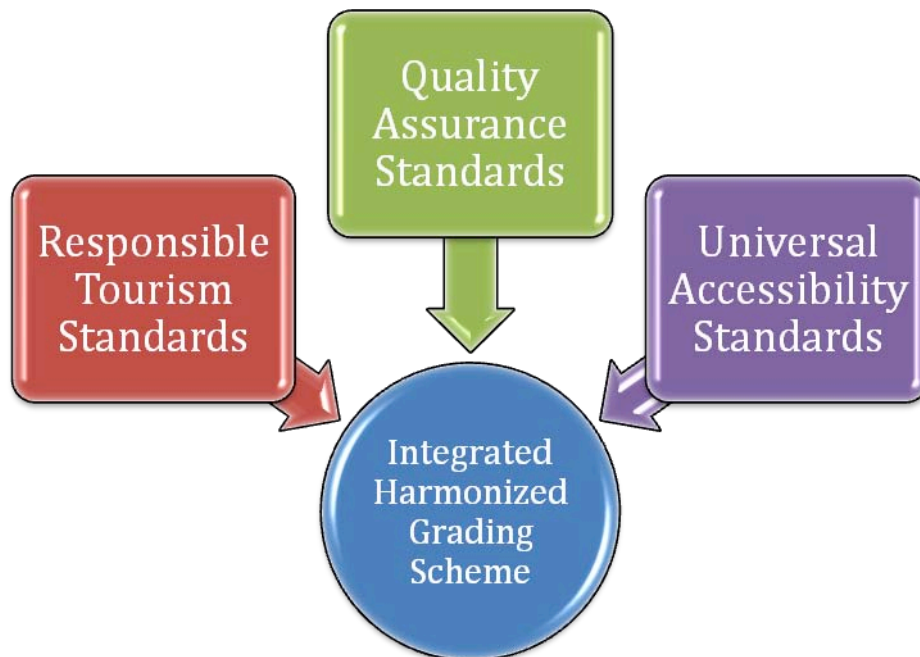 Quality
Assurance
Standards
Responsible
Tourism
Standards
Universal
Accessibility
Standards
Integrated
Harmonized
Grading
Scheme